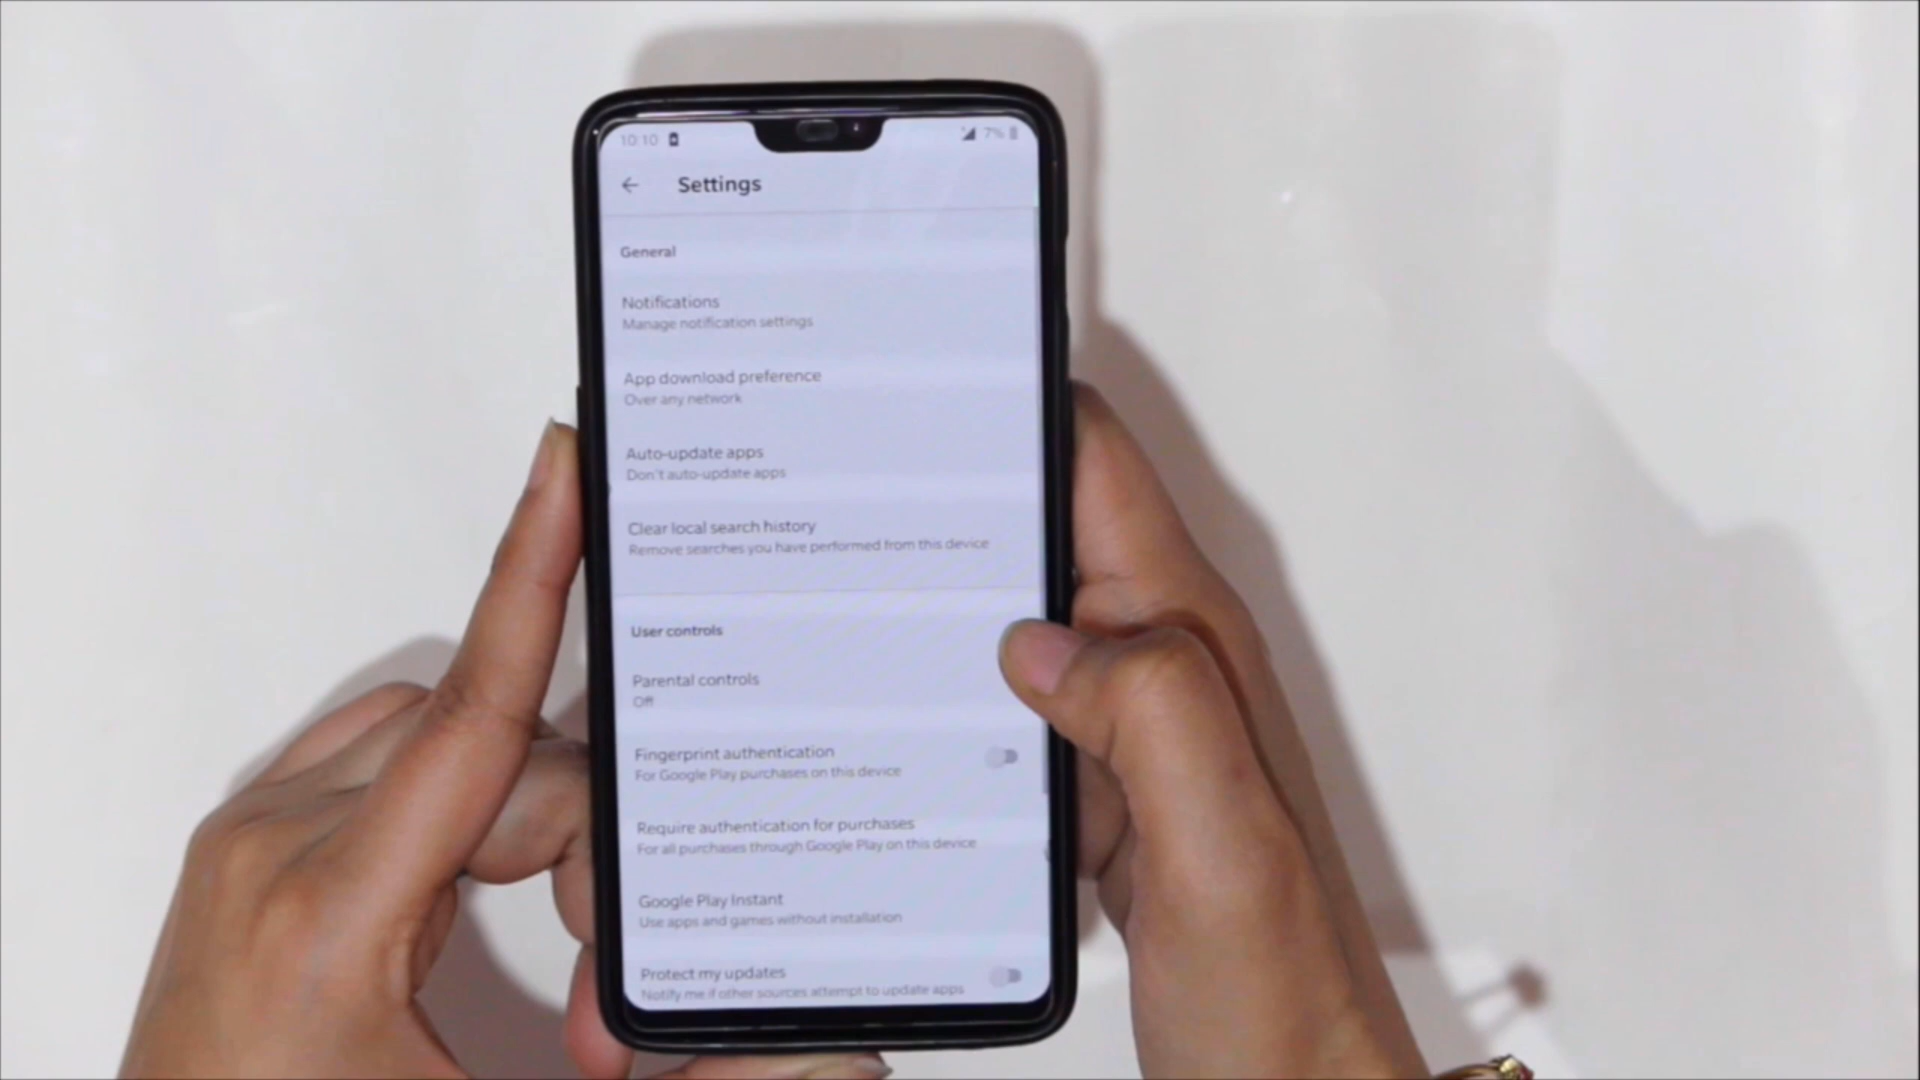 10:10 7%
Settings
General
Notifications
Manage notification settings
App download preference
Over any network
Auto-update apps
Don't auto-update apps
Clear local search history
Remove searches you have performed from this device
User controls
Parental controls
Off
Fingerprint authentication
For Google Play purchases on this device
Require authentication for purchases
For all purchases through Google Play on this device
Google Play Instant
Use apps and games without installation
Protect my updates
Notify me if other sources attempt to update apps